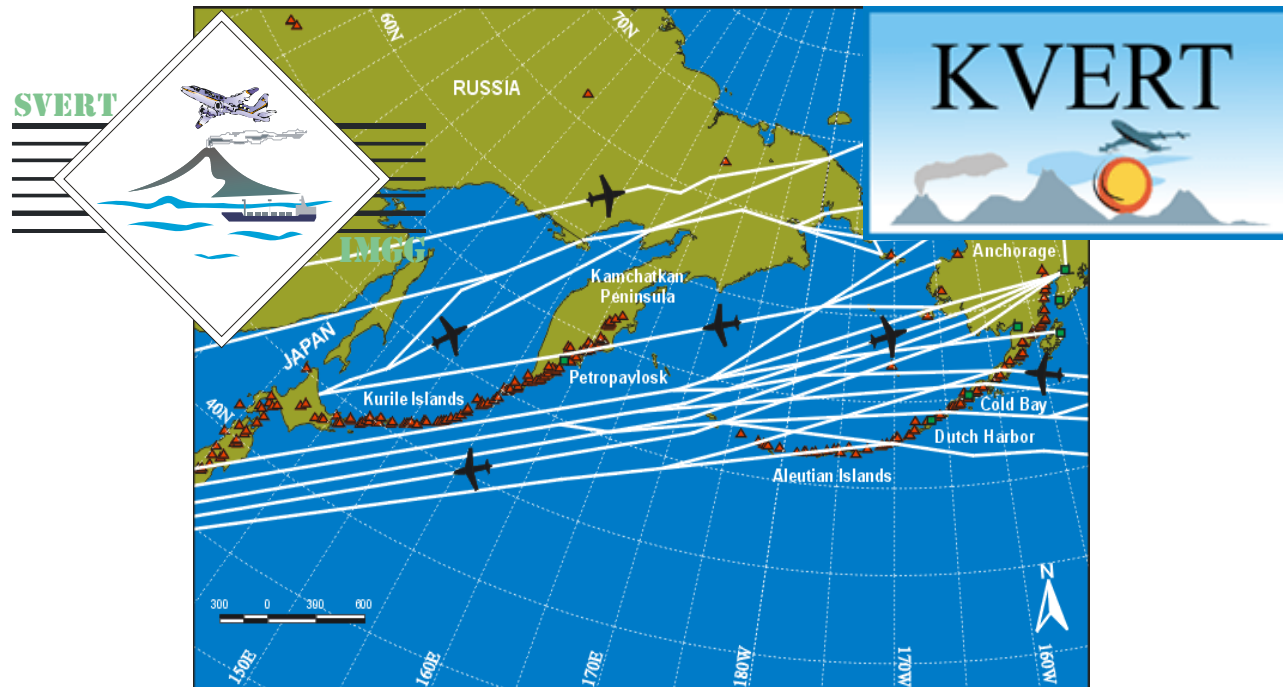 60N
70N
KVERT
RUSSIA
SVERT
IMGG
Anchorage
Kamchatkan
Peninsula
JAPAN
Petropavlosk
Kurile Islands
40N
Cold Bay
Dutch Harbor
Aleutian Islands
N
300 0 300 600
150E
160E
170E
180W
170W
160W